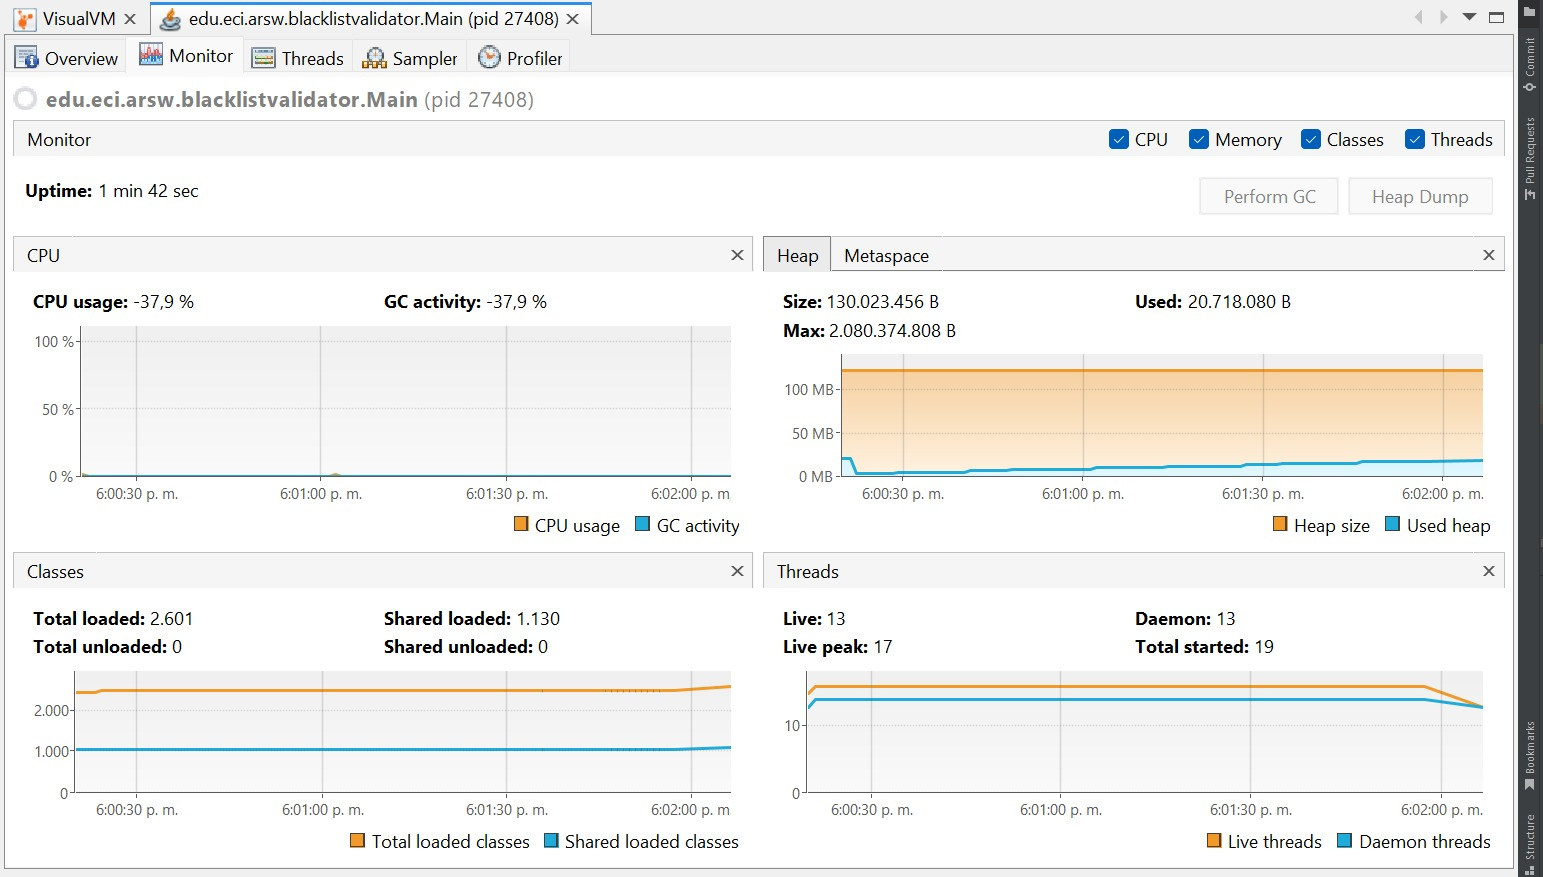 VisualVM
edu.eci.arsw.blacklistvalidator.Main (pid 27408)
Overview
Monitor
Threads
Sampler
Profiler
edu.eci.arsw.blacklistvalidator.Main (pid 27408)
Monitor
CPU
Memory
Classes
Threads
Uptime: 1 min 42 sec
Perform GC
Heap Dump
CPU
CPU usage: -37,9 %
GC activity: -37,9 %
100 %
50 %
0 %
6:00:30 p. m.
6:01:00 p. m.
6:01:30 p. m.
6:02:00 p. m
CPU usage
GC activity
Heap
Metaspace
Size: 130.023.456 B
Used: 20.718.080 B
Max: 2.080.374.808 B
100 MB
50 MB
0 MB
6:00:30 p. m.
6:01:00 p. m.
6:01:30 p. m.
6:02:00 p. m.
Heap size
Used heap
Classes
Total loaded: 2.601
Shared loaded: 1.130
Total unloaded: 0
Shared unloaded: 0
2.000
1.000
0
6:00:30 p. m.
6:01:00 p. m.
6:01:30 p. m.
6:02:00 p. m
Total loaded classes
Shared loaded classes
Threads
Live: 13
Daemon: 13
Live peak: 17
Total started: 19
10
0
6:00:30 p. m.
6:01:00 p. m.
6:01:30 p. m.
6:02:00 p. m.
Live threads
Daemon threads
Commit
Pull Requests
Bookmarks
Structure